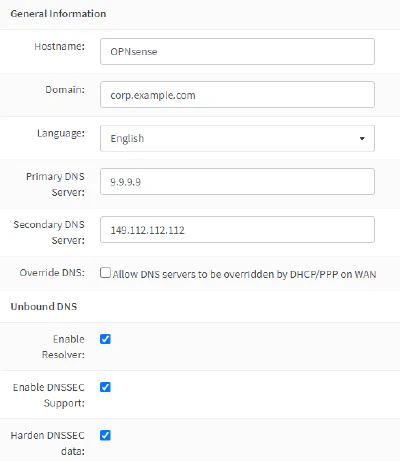 General Information
Hostname:
OPNsense
Domain:
corp.example.com
Language:
English
Primary DNS
Server:
9.9.9.9
Secondary DNS
Server:
149.112.112.112
Override DNS:
Allow DNS servers to be overridden by DHCP/PPP on WAN
Unbound DNS
Enable
Resolver:
Enable DNSSEC
Support:
Harden DNSSEC
data: